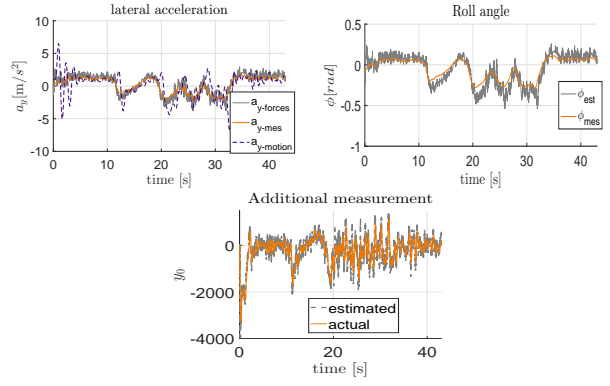 lateral acceleration
10
5
0
-5
-10
a_y [m/s²]
0 10 20 30 40
time [s]
a_y-forces
a_y-mes
a_y-motion
Roll angle
0.5
0
-0.5
-1
ϕ [rad]
0 10 20 30 40
time [s]
ϕ_est
ϕ_mes
Additional measurement
0
-2000
-4000
y_0
0 20 40
time [s]
estimated
actual